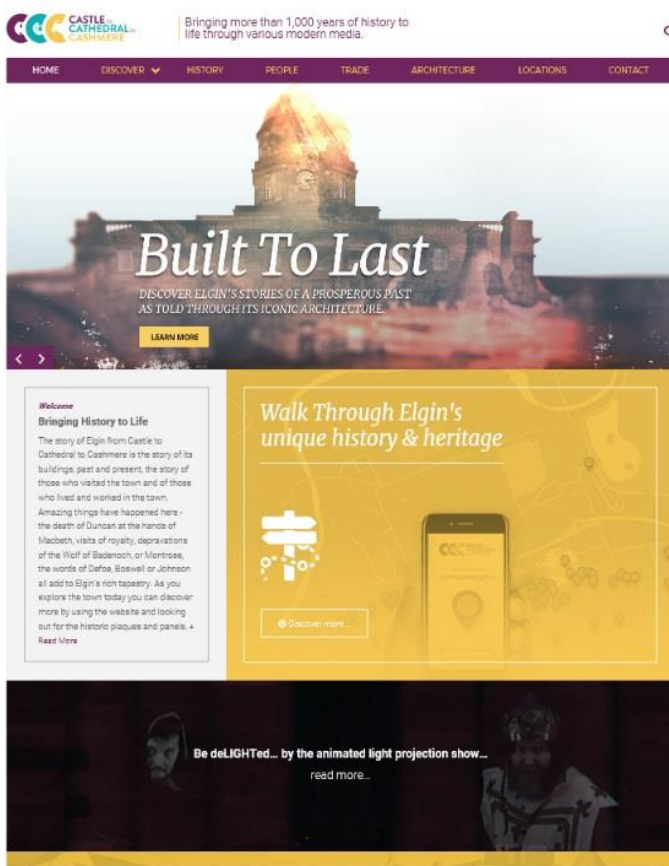 CASTLE to
CATHEDRAL to
CASHMERE
Bringing more than 1,000 years of history to
life through various modern media.
HOME DISCOVER HISTORY PEOPLE TRADE ARCHITECTURE LOCATIONS CONTACT
Built To Last
DISCOVER ELGIN'S STORIES OF A PROSPEROUS PAST
AS TOLD THROUGH ITS ICONIC ARCHITECTURE.
LEARN MORE
Welcome
Bringing History to Life
The story of Elgin from Castle to
Cathedral to Cashmere is the story of its
buildings, past and present, the story of
those who visited the town and of those
who lived and worked in the town.
Amazing things have happened here -
the death of Duncan at the hands of
Macbeth, visits of royalty, depravations
of the Wolf of Badenoch, or Montrose,
the words of Defoe, Boswell or Johnson
all add to Elgin's rich tapestry. As you
explore the town today you can discover
more by using the website and looking
out for the historic plaques and panels. +
Read More
Walk Through Elgin's
unique history & heritage
Discover more...
Be deLIGHTed... by the animated light projection show...
read more...